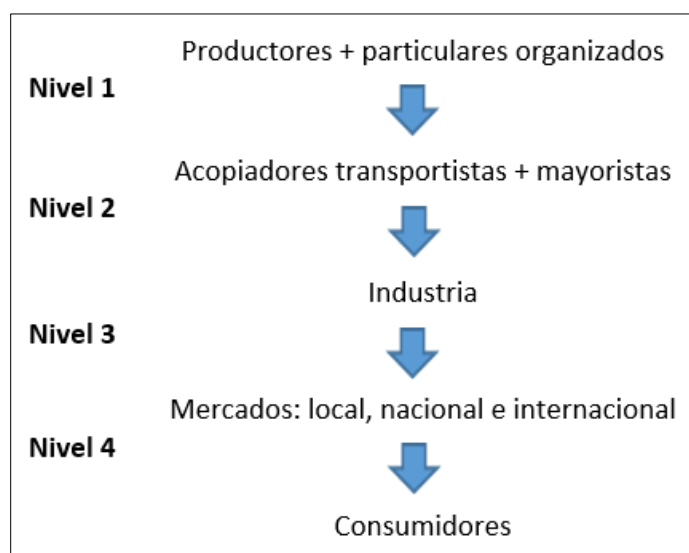 Productores + particulares organizados
Nivel 1
Acopiadores transportistas + mayoristas
Nivel 2
Industria
Nivel 3
Mercados: local, nacional e internacional
Nivel 4
Consumidores